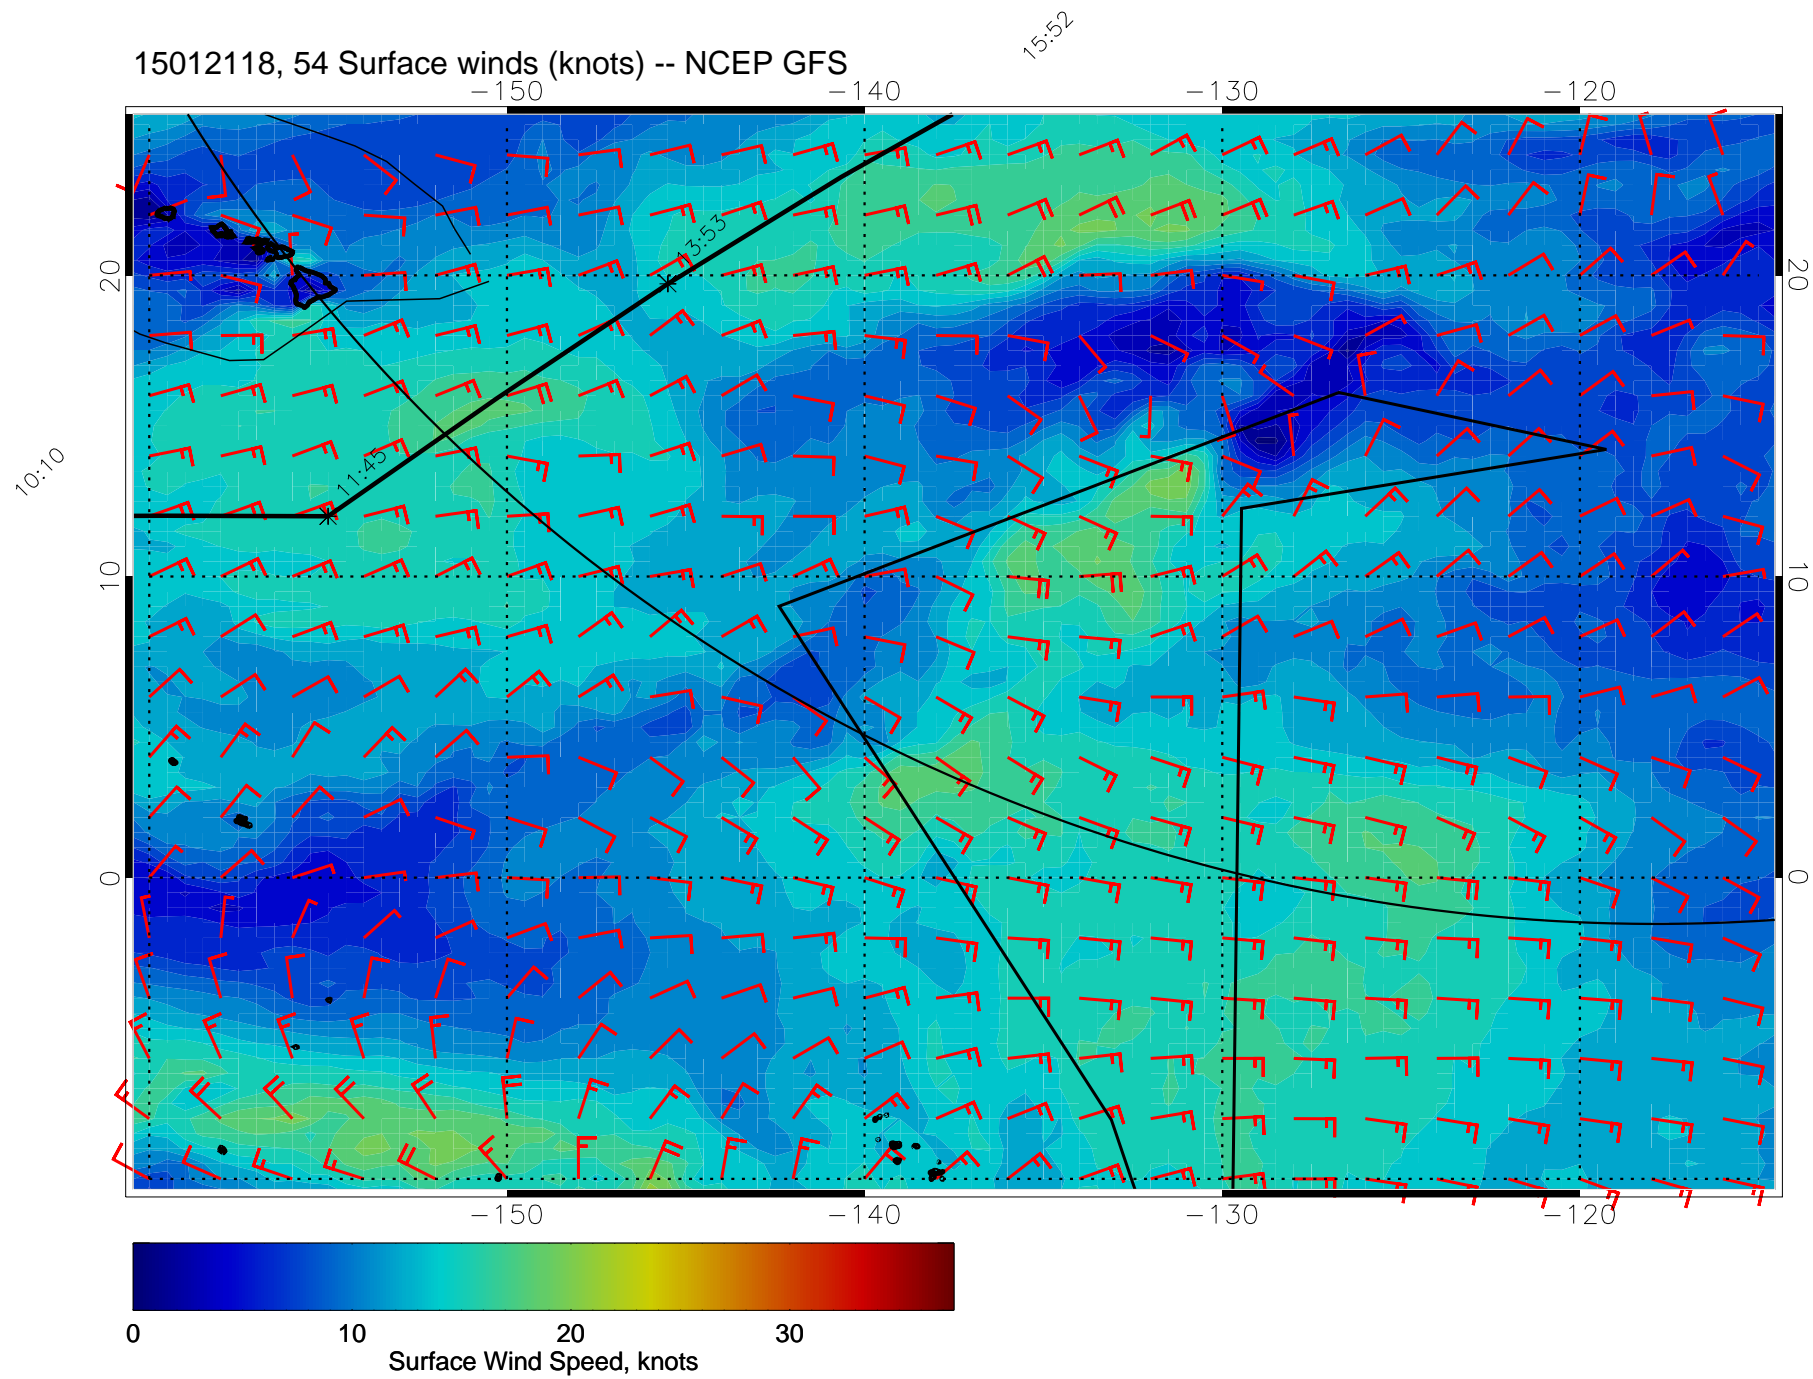 15:52
15012118, 54 Surface winds (knots) -- NCEP GFS
-150 -140 -130 -120
13:53
20 20
11:45
10:10
10 10
0 0
-150 -140 -130 -120
0 10 20 30
Surface Wind Speed, knots